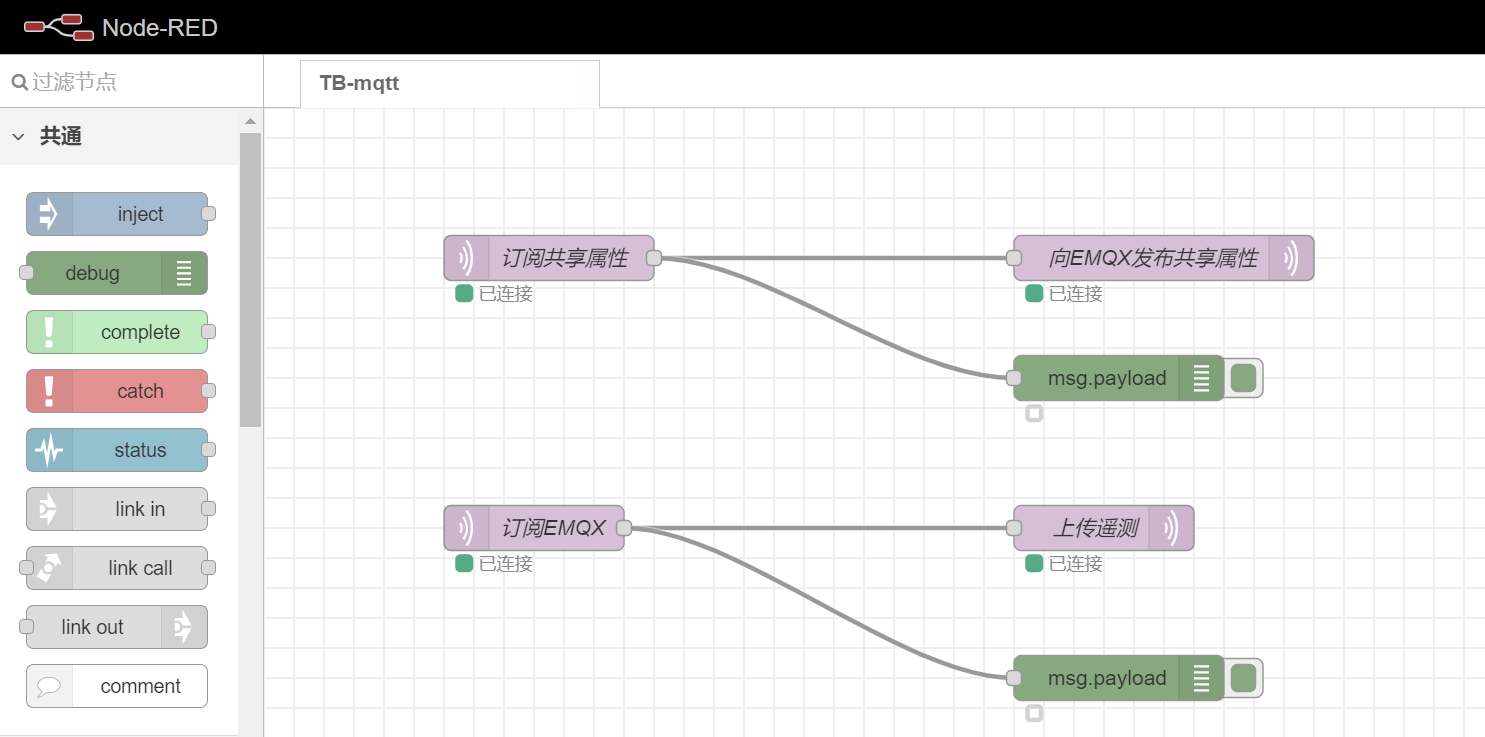 Node-RED
过滤节点
TB-mqtt
共通
inject
debug
complete
catch
status
link in
link call
link out
comment
订阅共享属性
已连接
向EMQX发布共享属性
已连接
msg.payload
订阅EMQX
已连接
上传遥测
已连接
msg.payload